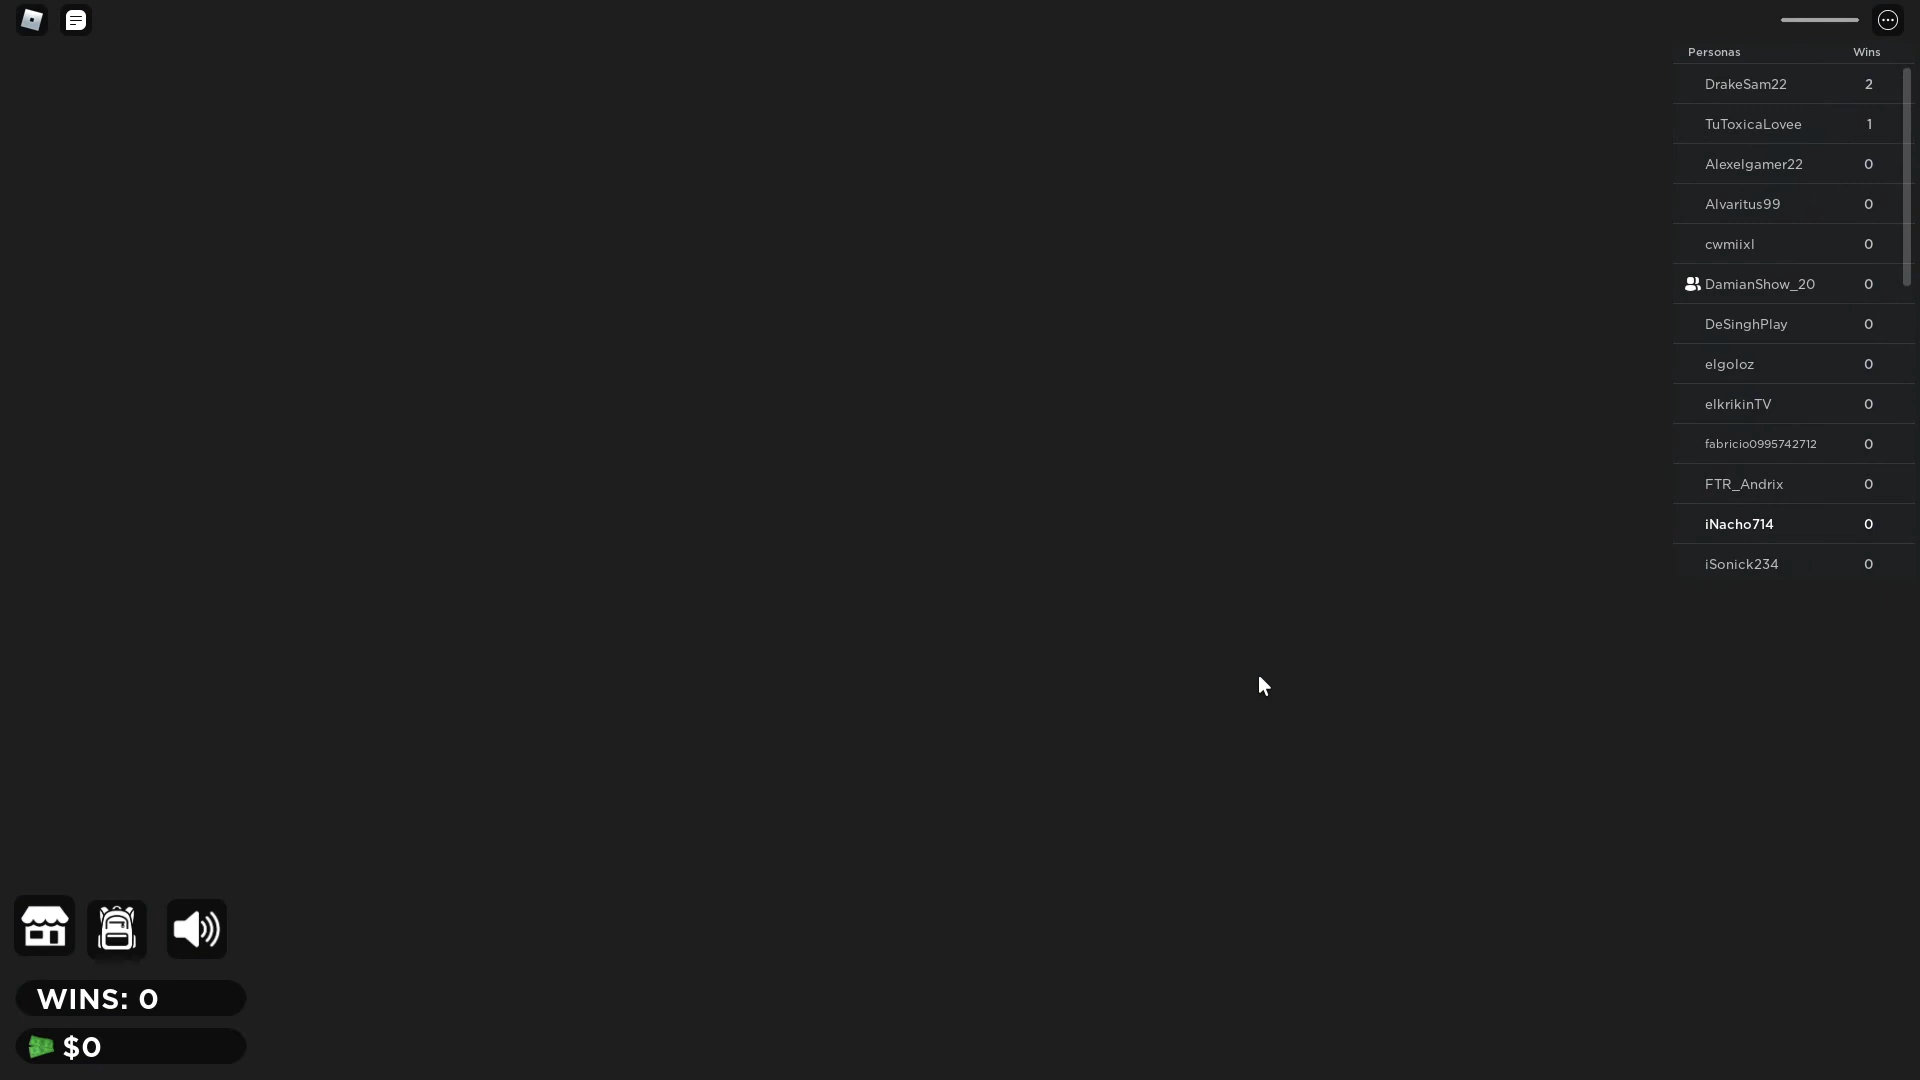 Personas Wins
DrakeSam22 2
TuToxicaLovee 1
Alexelgamer22 0
Alvaritus99 0
cwmiixl 0
DamianShow_20 0
DeSinghPlay 0
elgoloz 0
elkrikinTV 0
fabricio0995742712 0
FTR_Andrix 0
iNacho714 0
iSonick234 0
WINS: 0
$0